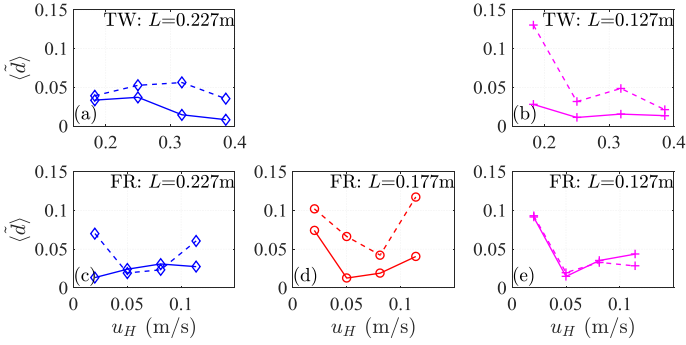 0.15
TW: L=0.227m
0.1
0.05
0
⟨d̃⟩
(a)
0.2 0.3 0.4
0.15
TW: L=0.127m
0.1
0.05
0
(b)
0.2 0.3 0.4
0.15
FR: L=0.227m
0.1
0.05
0
⟨d̃⟩
(c)
0 0.05 0.1
u_H (m/s)
0.15
FR: L=0.177m
0.1
0.05
0
(d)
0 0.05 0.1
u_H (m/s)
0.15
FR: L=0.127m
0.1
0.05
0
(e)
0 0.05 0.1
u_H (m/s)